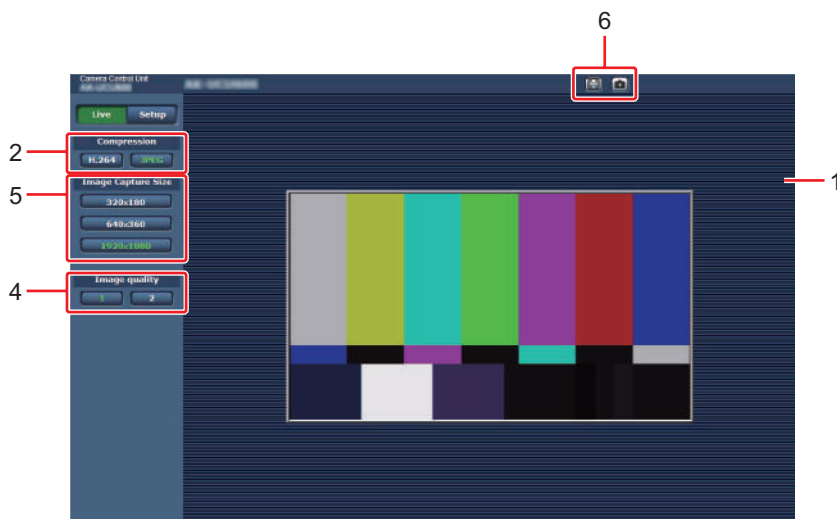 6
Camera Control Unit
Live Setup
Compression
H.264 JPEG
2
Image Capture Size
5
1
320x180
640x360
1920x1080
Image quality
4
1 2